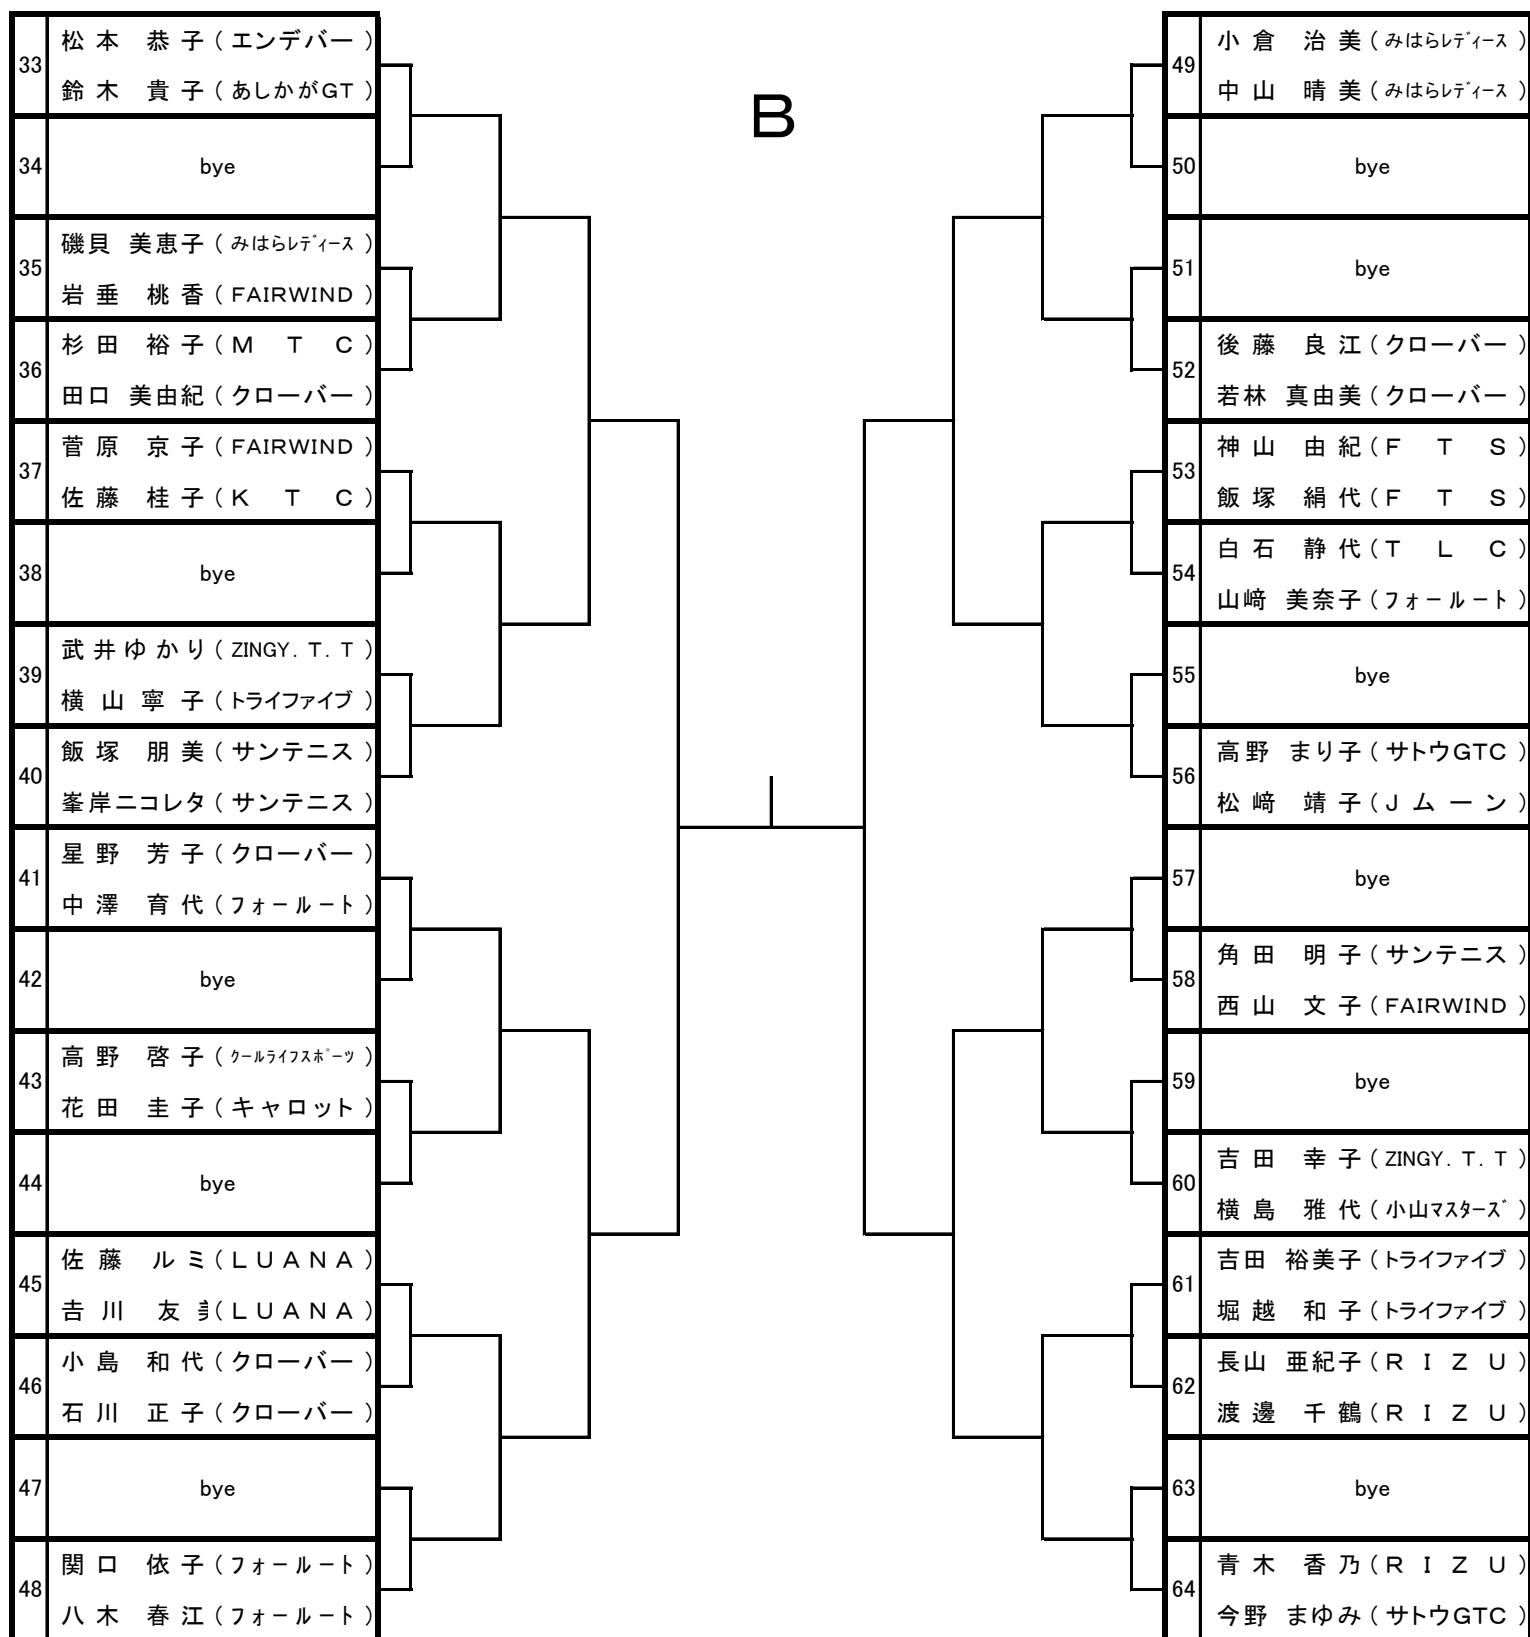 B
33
松本 恭子(エンデバー)
鈴木 貴子(あしかがGT)
34
bye
35
磯貝 美恵子(みはらレディース)
岩垂 桃香(FAIRWIND)
36
杉田 裕子(MTC)
田口 美由紀(クローバー)
37
菅原 京子(FAIRWIND)
佐藤 桂子(KTC)
38
bye
39
武井ゆかり(ZINGY.T.T)
横山寧子(トライファイブ)
40
飯塚 朋美(サンテニス)
峯岸ニコレタ(サンテニス)
41
星野 芳子(クローバー)
中澤 育代(フォールート)
42
bye
43
高野 啓子(クールライフスポーツ)
花田 圭子(キャロット)
44
bye
45
佐藤 ルミ(LUANA)
吉川 友美(LUANA)
46
小島 和代(クローバー)
石川 正子(クローバー)
47
bye
48
関口 依子(フォールート)
八木 春江(フォールート)
49
小倉 治美(みはらレディース)
中山 晴美(みはらレディース)
50
bye
51
bye
52
後藤 良江(クローバー)
若林 真由美(クローバー)
53
神山 由紀(FTS)
飯塚 絹代(FTS)
54
白石 静代(TLC)
山﨑 美奈子(フォールート)
55
bye
56
高野 まり子(サトウGTC)
松﨑 靖子(Jムーン)
57
bye
58
角田 明子(サンテニス)
西山 文子(FAIRWIND)
59
bye
60
吉田 幸子(ZINGY.T.T)
横島 雅代(小山マスターズ)
61
吉田 裕美子(トライファイブ)
堀越 和子(トライファイブ)
62
長山 亜紀子(RIZU)
渡邊 千鶴(RIZU)
63
bye
64
青木 香乃(RIZU)
今野 まゆみ(サトウGTC)